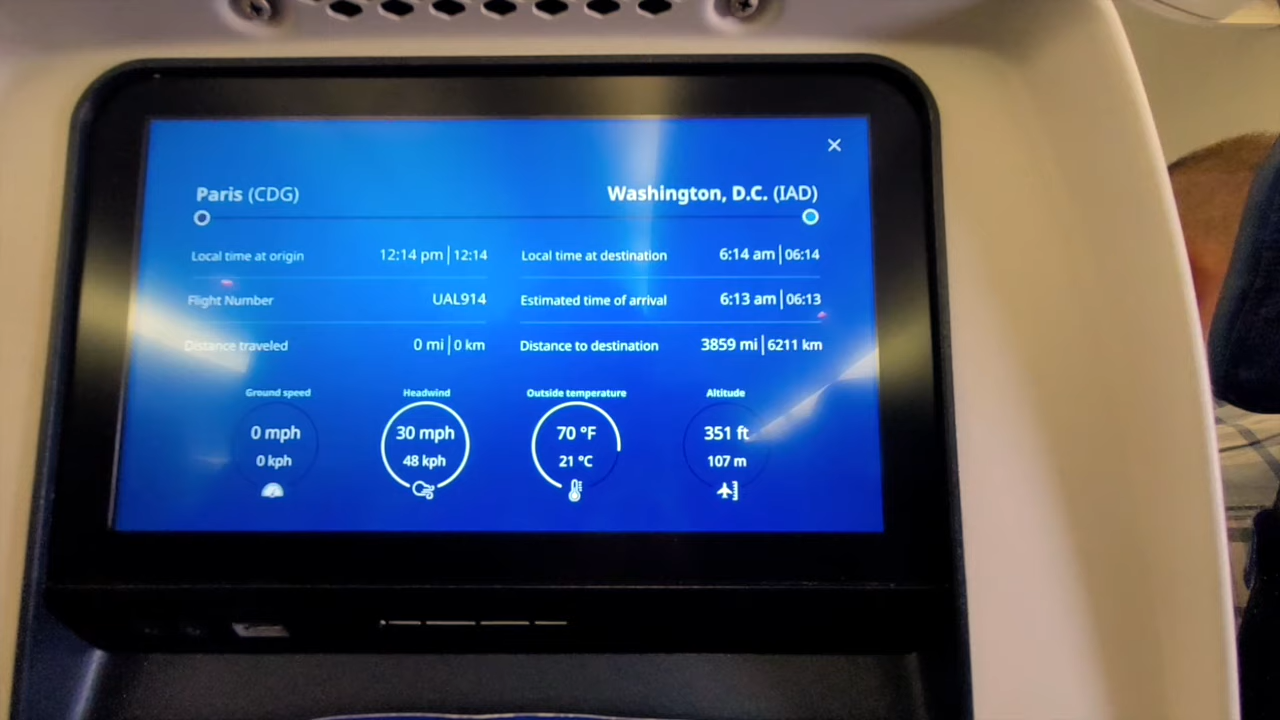 ×
Paris (CDG) Washington, D.C. (IAD)
Local time at origin 12:14 pm | 12:14 Local time at destination 6:14 am | 06:14
Flight Number UAL914 Estimated time of arrival 6:13 am | 06:13
Distance traveled 0 mi | 0 km Distance to destination 3859 mi | 6211 km
Ground speed Headwind Outside temperature Altitude
0 mph 30 mph 70 °F 351 ft
0 kph 48 kph 21 °C 107 m